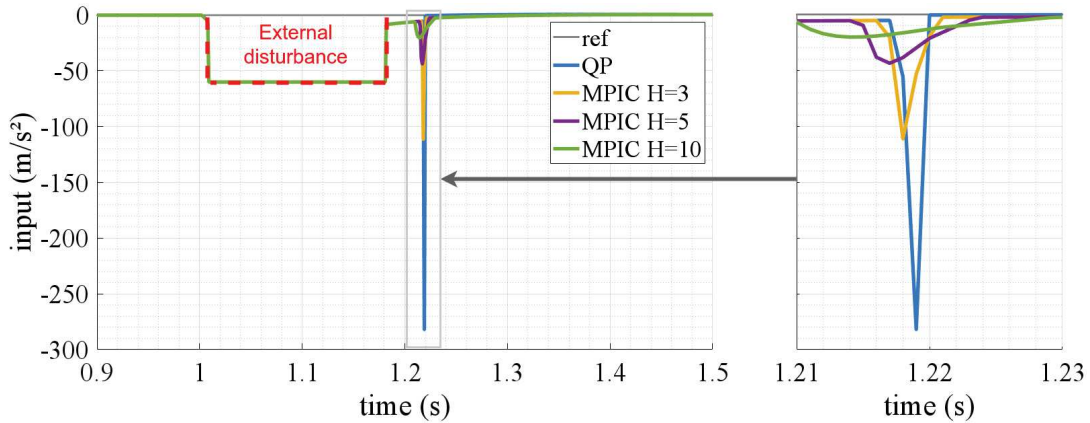 0
-50
-100
-150
-200
-250
-300
input (m/s²)
External
disturbance
ref
QP
MPIC H=3
MPIC H=5
MPIC H=10
0.9
1
1.1
1.2
1.3
1.4
1.5
time (s)
1.21
1.22
1.23
time (s)